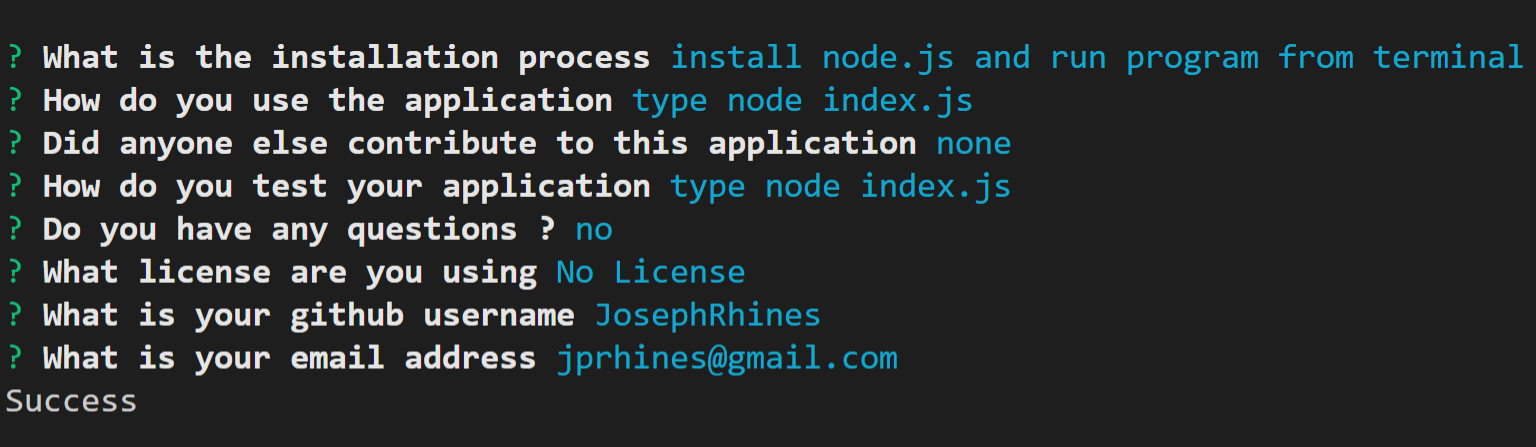 ? What is the installation process install node.js and run program from terminal
? How do you use the application type node index.js
? Did anyone else contribute to this application none
? How do you test your application type node index.js
? Do you have any questions ? no
? What license are you using No License
? What is your github username JosephRhines
? What is your email address jprhines@gmail.com
Success